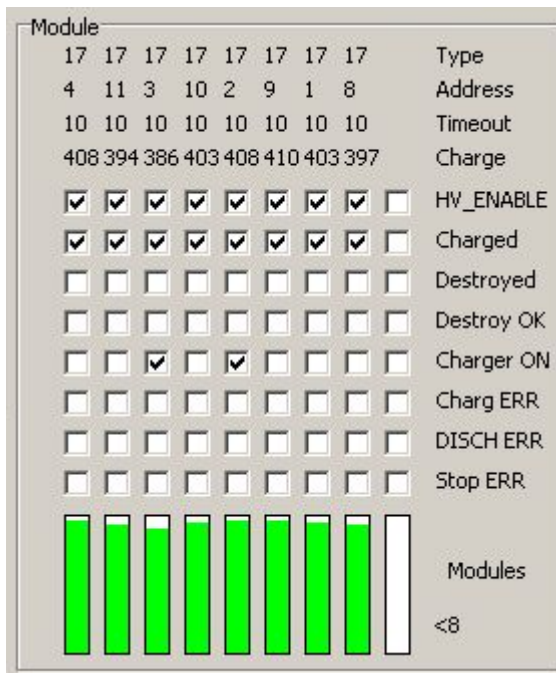 Module
17 17 17 17 17 17 17 17 Type
4 11 3 10 2 9 1 8 Address
10 10 10 10 10 10 10 10 Timeout
408 394 386 403 408 410 403 397 Charge
HV_ENABLE
Charged
Destroyed
Destroy OK
Charger ON
Charg ERR
DISCH ERR
Stop ERR
Modules
<8